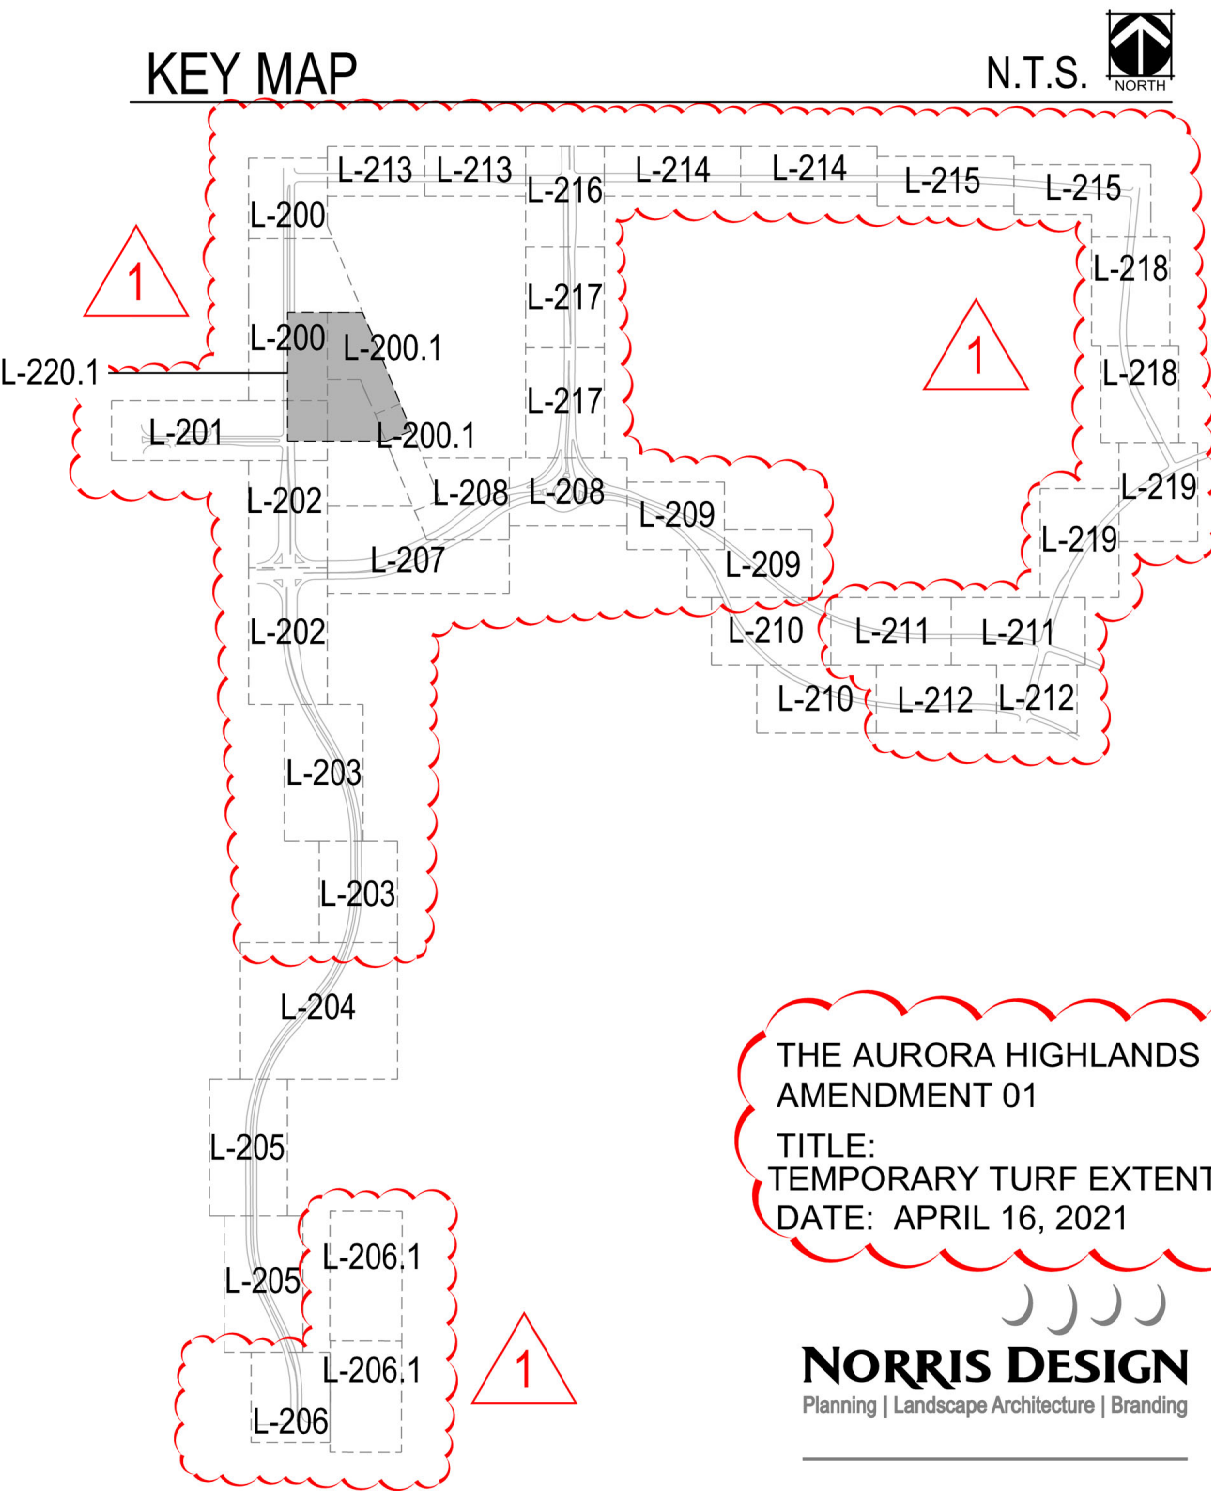 KEY MAP
N.T.S.
NORTH
L-213
L-213
L-216
L-214
L-214
L-215
L-215
L-200
1
L-218
L-217
L-200
L-200.1
1
L-220.1
L-218
L-217
L-201
L-200.1
L-202
L-208
L-208
L-209
L-219
L-219
L-207
L-209
L-202
L-210
L-211
L-211
L-210
L-212
L-212
L-203
L-203
L-204
THE AURORA HIGHLANDS
AMENDMENT 01
TITLE:
TEMPORARY TURF EXTENT
DATE: APRIL 16, 2021
L-205
L-206.1
L-205
L-206.1
1
L-206
NORRIS DESIGN
Planning | Landscape Architecture | Branding